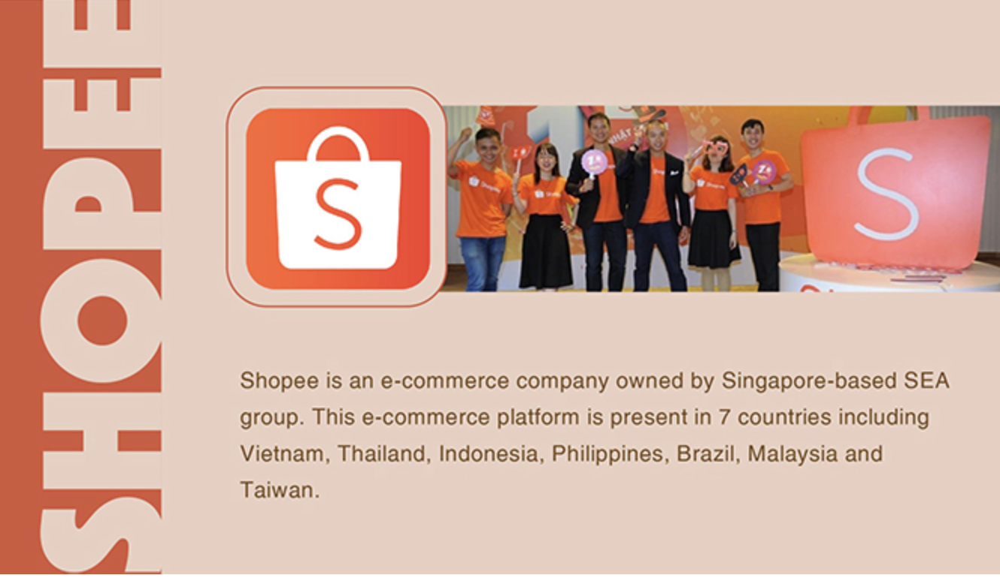 SHOPEE
S
NHẬT
S
Shopee is an e-commerce company owned by Singapore-based SEA
group. This e-commerce platform is present in 7 countries including
Vietnam, Thailand, Indonesia, Philippines, Brazil, Malaysia and
Taiwan.